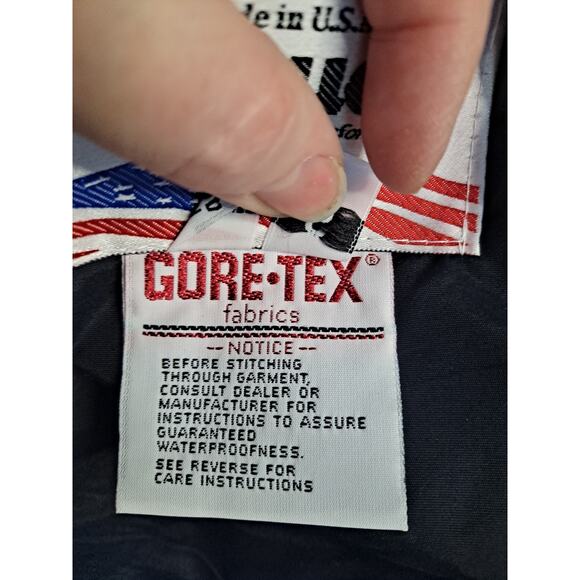 in U.S.A
GORE-TEX®
fabrics
--NOTICE--
BEFORE STITCHING
THROUGH GARMENT,
CONSULT DEALER OR
MANUFACTURER FOR
INSTRUCTIONS TO ASSURE
GUARANTEED
WATERPROOFNESS.
SEE REVERSE FOR
CARE INSTRUCTIONS